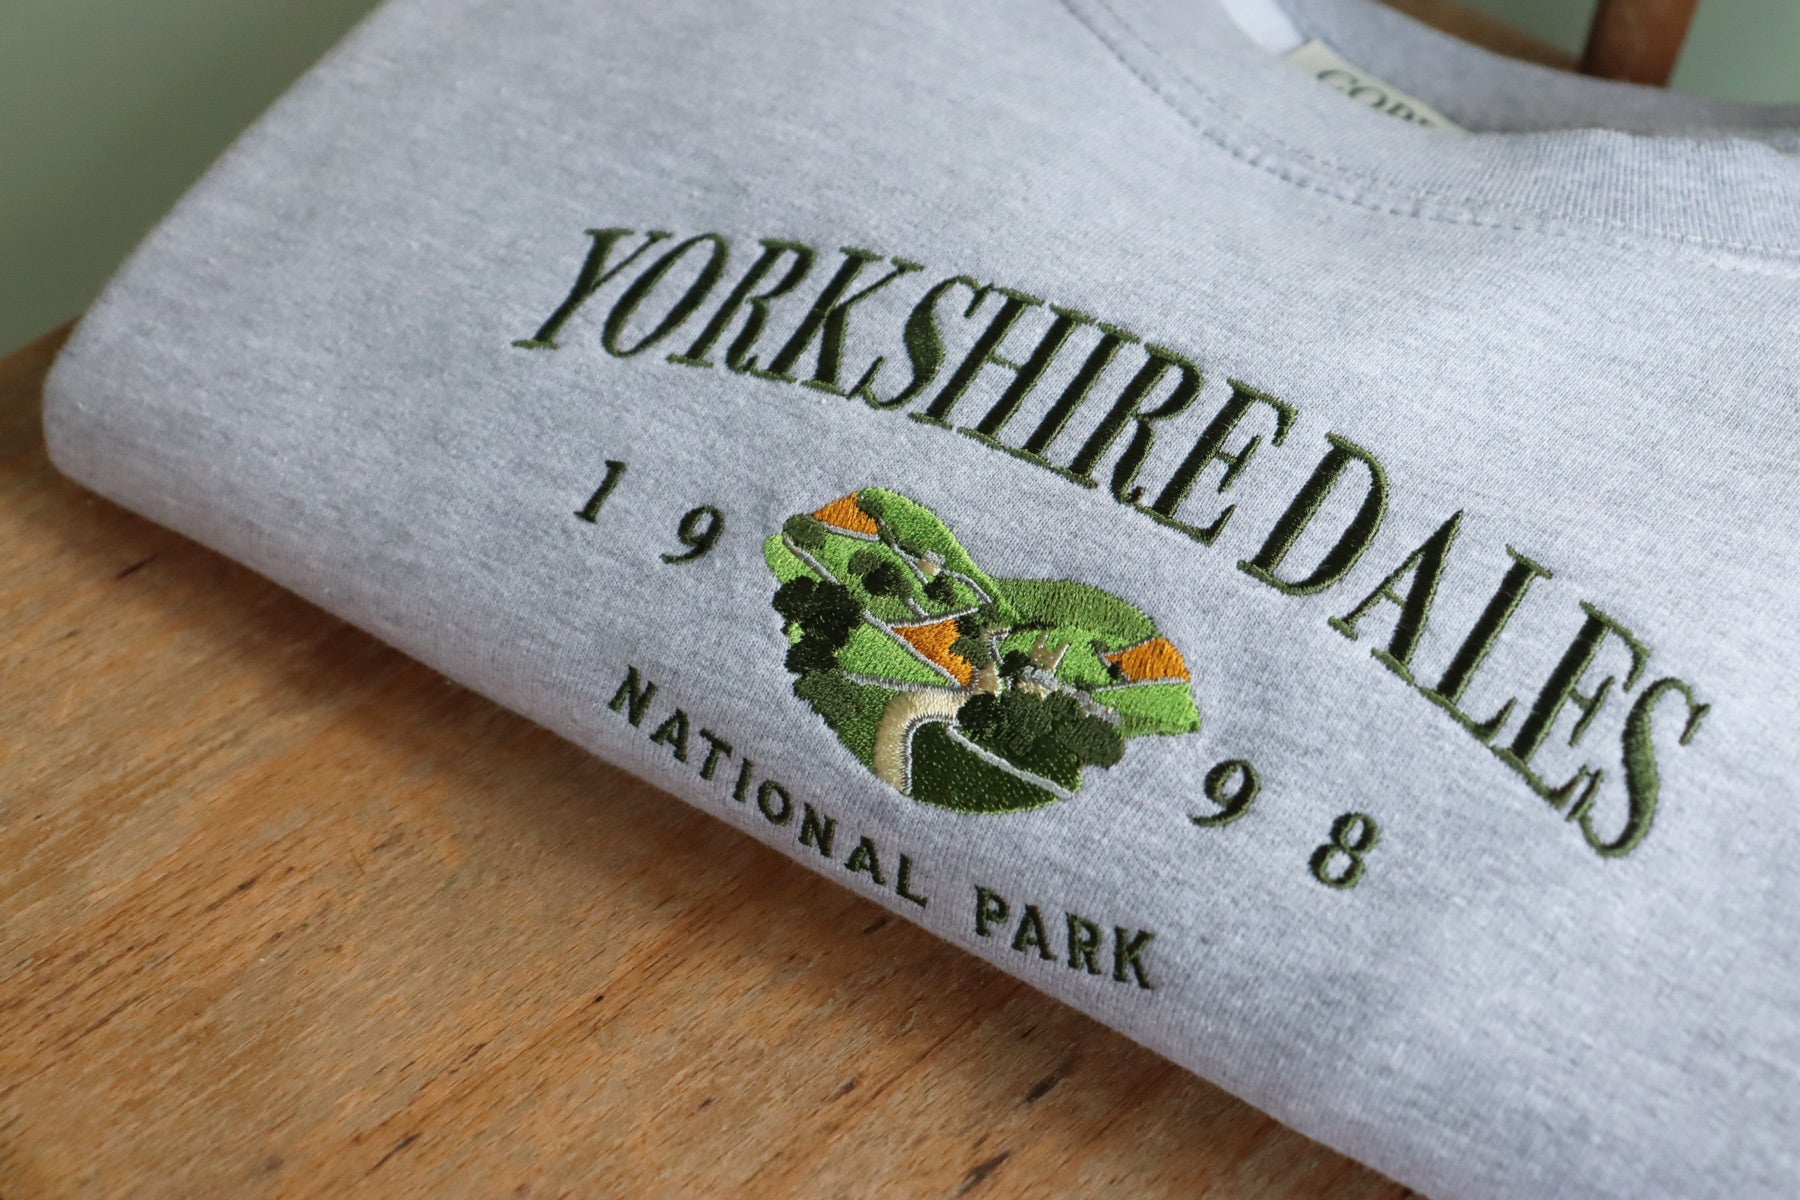 YORKSHIRE DALES
19 98
NATIONAL PARK